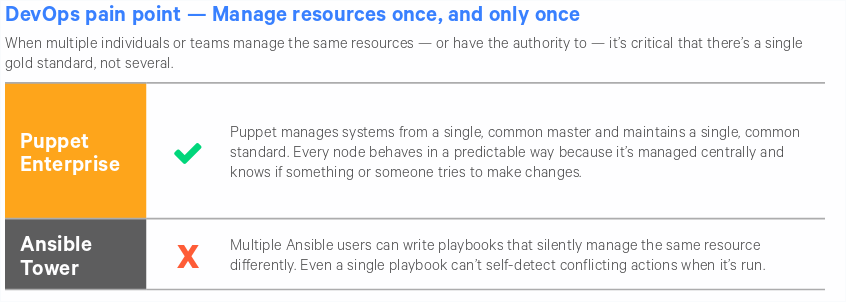 DevOps pain point — Manage resources once, and only once
When multiple individuals or teams manage the same resources — or have the authority to — it's critical that there's a single
gold standard, not several.
Puppet
Enterprise
Puppet manages systems from a single, common master and maintains a single, common
standard. Every node behaves in a predictable way because it's managed centrally and
knows if something or someone tries to make changes.
Ansible
Tower
X
Multiple Ansible users can write playbooks that silently manage the same resource
differently. Even a single playbook can't self-detect conflicting actions when it's run.